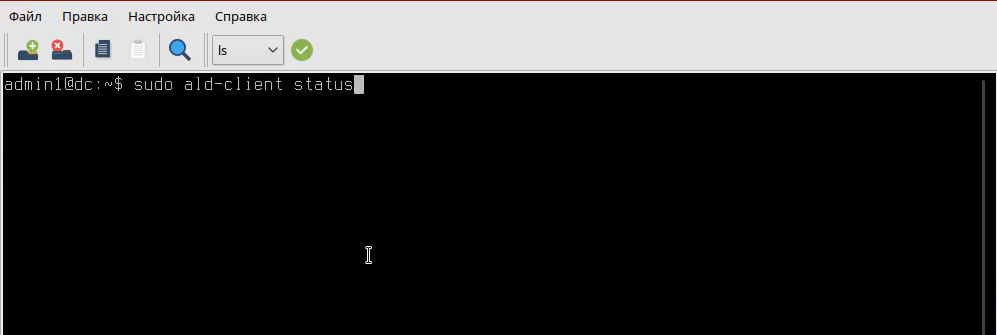 Файл Правка Настройка Справка
ls
admin1@dc:~$ sudo ald-client status